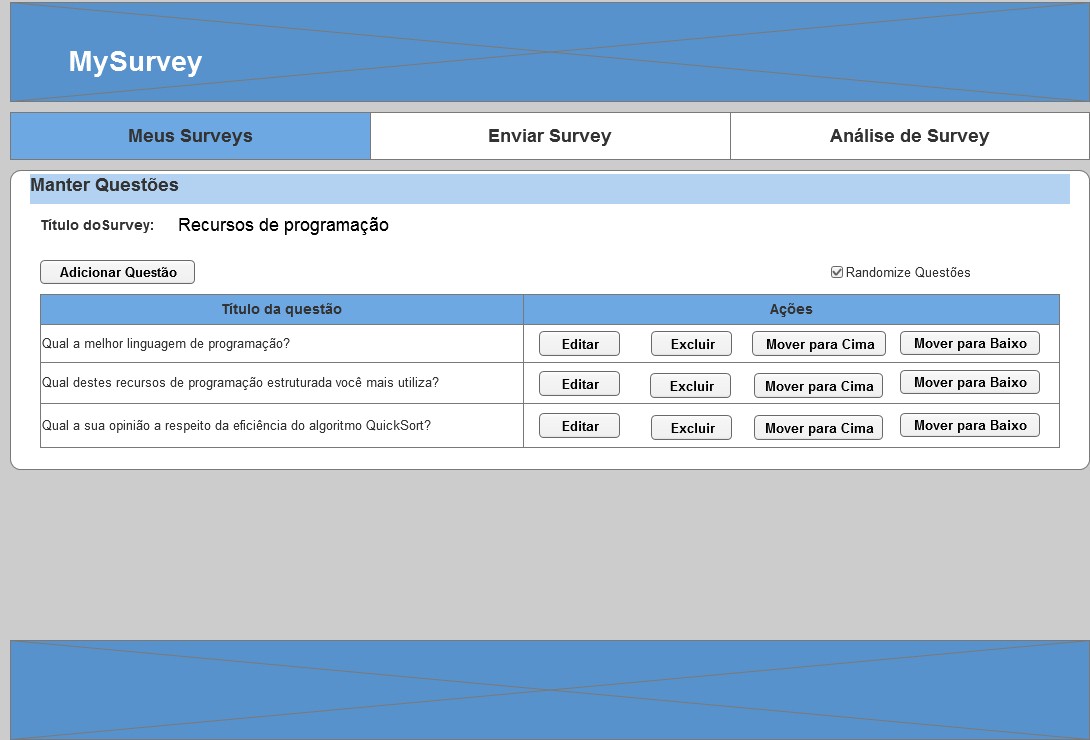 MySurvey
Meus Surveys Enviar Survey Análise de Survey
Manter Questões
Título doSurvey: Recursos de programação
Adicionar Questão Randomize Questões
Título da questão Ações
Qual a melhor linguagem de programação? Editar Excluir Mover para Cima Mover para Baixo
Qual destes recursos de programação estruturada você mais utiliza? Editar Excluir Mover para Cima Mover para Baixo
Qual a sua opinião a respeito da eficiência do algoritmo QuickSort? Editar Excluir Mover para Cima Mover para Baixo